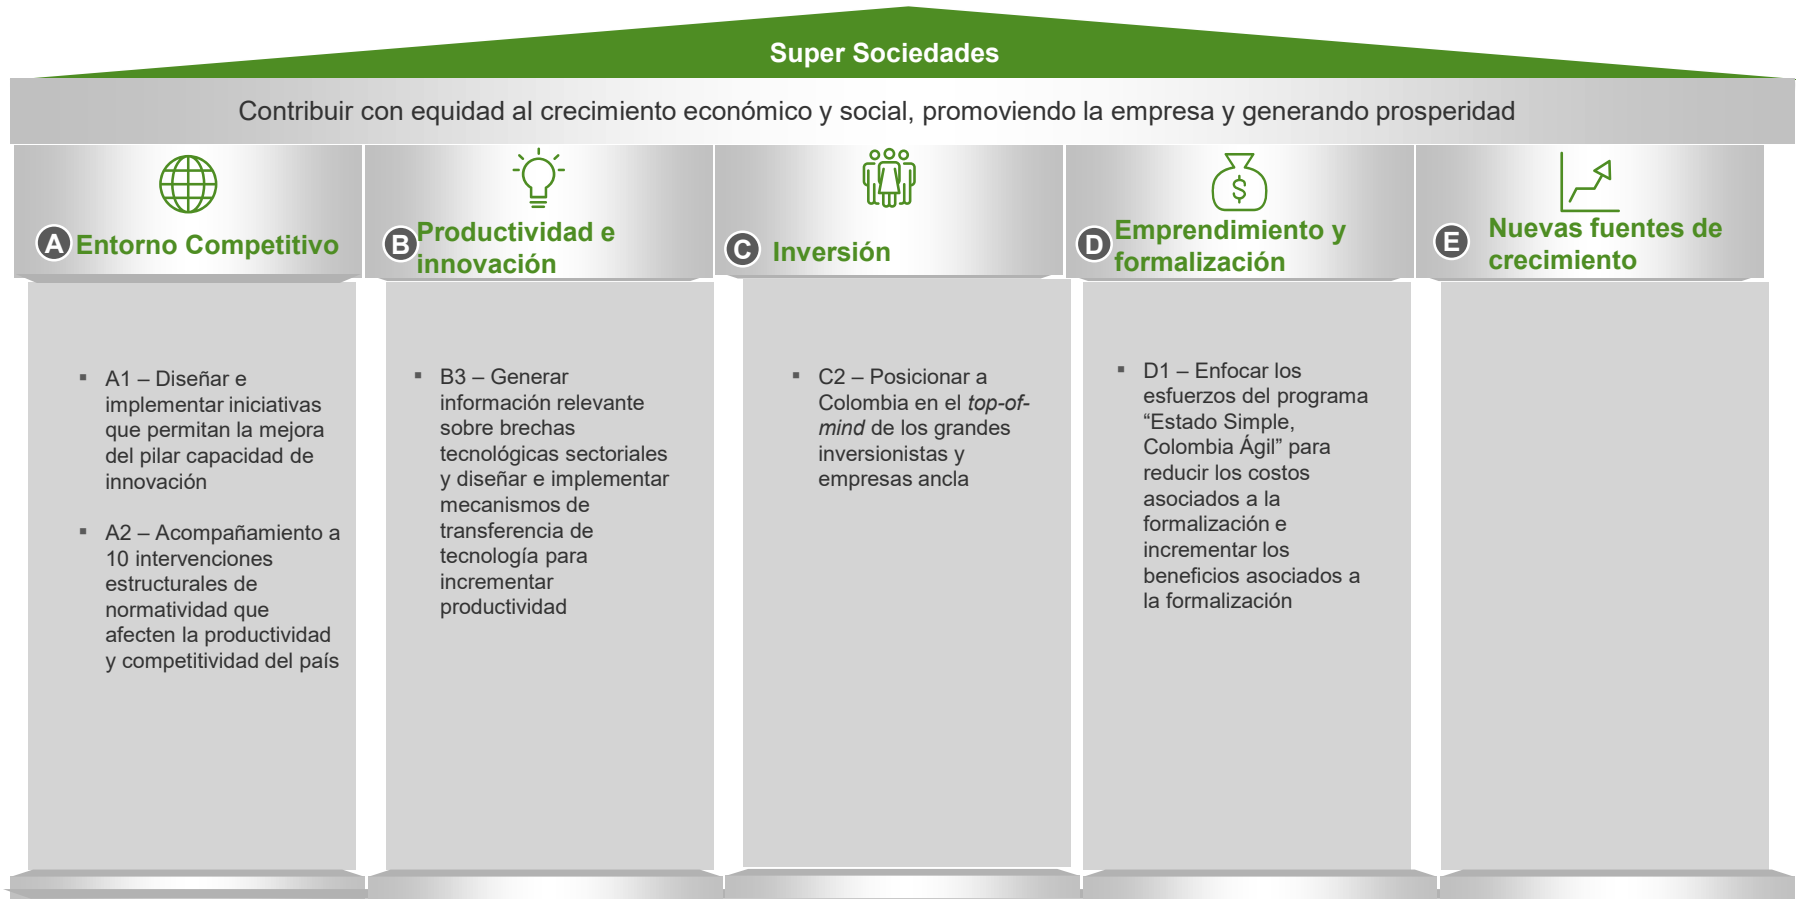 Super Sociedades
Contribuir con equidad al crecimiento económico y social, promoviendo la empresa y generando prosperidad
A Entorno Competitivo
B Productividad e
innovación
C Inversión
D Emprendimiento y
formalización
E Nuevas fuentes de
crecimiento
▪ A1 – Diseñar e
implementar iniciativas
que permitan la mejora
del pilar capacidad de
innovación
▪ A2 – Acompañamiento a
10 intervenciones
estructurales de
normatividad que
afecten la productividad
y competitividad del país
▪ B3 – Generar
información relevante
sobre brechas
tecnológicas sectoriales
y diseñar e implementar
mecanismos de
transferencia de
tecnología para
incrementar
productividad
▪ C2 – Posicionar a
Colombia en el top-of-
mind de los grandes
inversionistas y
empresas ancla
▪ D1 – Enfocar los
esfuerzos del programa
“Estado Simple,
Colombia Ágil” para
reducir los costos
asociados a la
formalización e
incrementar los
beneficios asociados a
la formalización